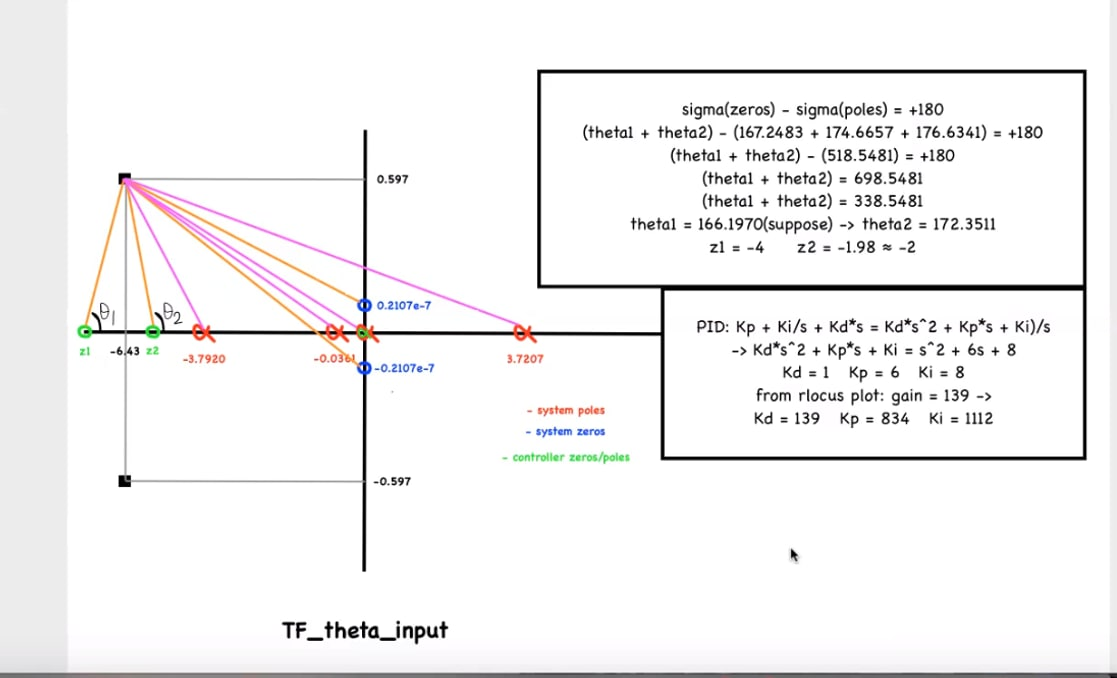 sigma(zeros) - sigma(poles) = +180
(theta1 + theta2) - (167.2483 + 174.6657 + 176.6341) = +180
(theta1 + theta2) - (518.5481) = +180
(theta1 + theta2) = 698.5481
(theta1 + theta2) = 338.5481
theta1 = 166.1970(suppose) -> theta2 = 172.3511
z1 = -4 z2 = -1.98 ≈ -2
PID: Kp + Ki/s + Kd*s = Kd*s^2 + Kp*s + Ki)/s
-> Kd*s^2 + Kp*s + Ki = s^2 + 6s + 8
Kd = 1 Kp = 6 Ki = 8
from rlocus plot: gain = 139 ->
Kd = 139 Kp = 834 Ki = 1112
0.597
0.2107e-7
θ1
θ2
z1
-6.43
z2
-3.7920
-0.0361
-0.2107e-7
3.7207
- system poles
- system zeros
- controller zeros/poles
-0.597
TF_theta_input